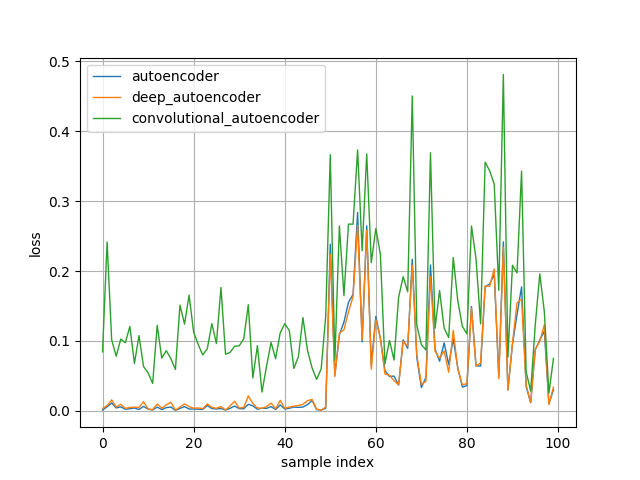 autoencoder
deep_autoencoder
convolutional_autoencoder
0.5
0.4
0.3
0.2
0.1
0.0
loss
0 20 40 60 80 100
sample index